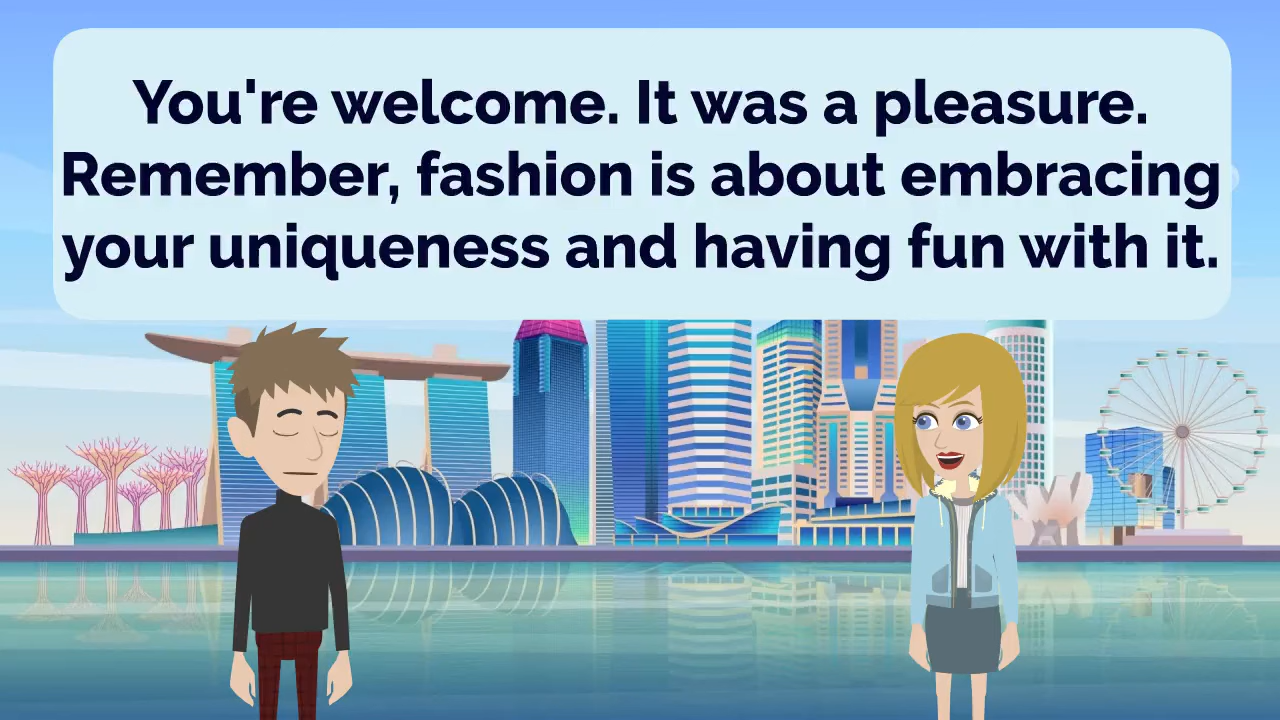 You're welcome. It was a pleasure.
Remember, fashion is about embracing
your uniqueness and having fun with it.